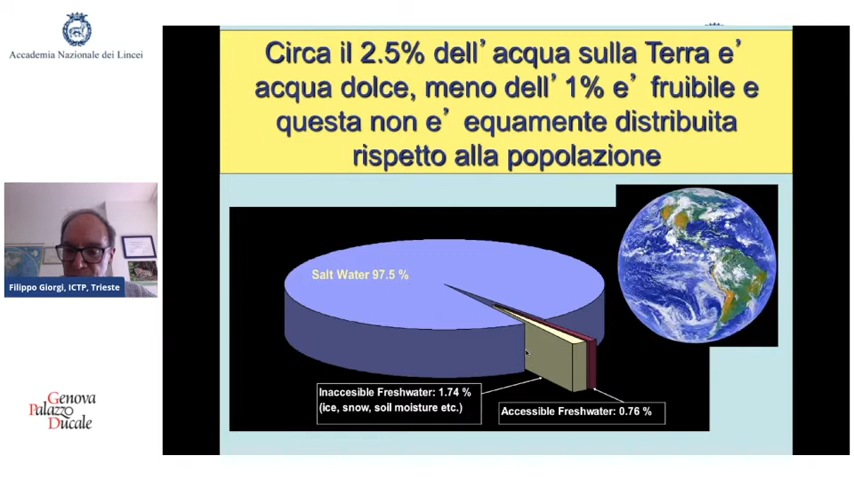 Accademia Nazionale dei Lincei
Circa il 2.5% dell’acqua sulla Terra e’
acqua dolce, meno dell’1% e’ fruibile e
questa non e’ equamente distribuita
rispetto alla popolazione
Salt Water 97.5 %
Filippo Giorgi, ICTP, Trieste
Inaccesible Freshwater: 1.74 %
(ice, snow, soil moisture etc.)
Accessible Freshwater: 0.76 %
Genova
Palazzo
Ducale